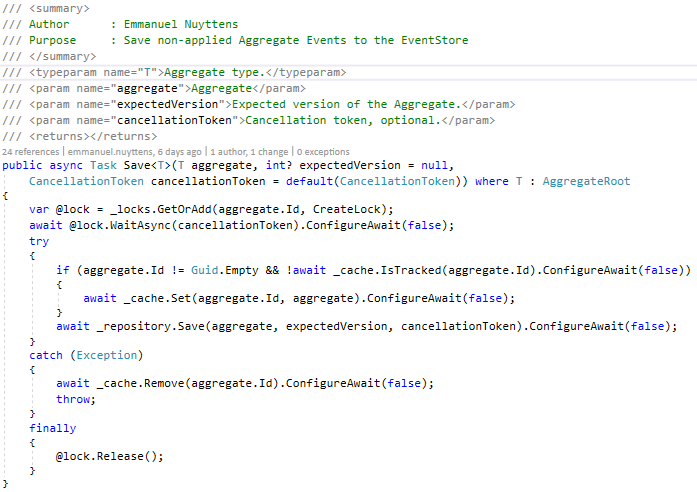 /// <summary>
/// Author      : Emmanuel Nuyttens
/// Purpose     : Save non-applied Aggregate Events to the EventStore
/// </summary>
/// <typeparam name="T">Aggregate type.</typeparam>
/// <param name="aggregate">Aggregate</param>
/// <param name="expectedVersion">Expected version of the Aggregate.</param>
/// <param name="cancellationToken">Cancellation token, optional.</param>
/// <returns></returns>
24 references | emmanuel.nuyttens, 6 days ago | 1 author, 1 change | 0 exceptions
public async Task Save<T>(T aggregate, int? expectedVersion = null,
    CancellationToken cancellationToken = default(CancellationToken)) where T : AggregateRoot
{
    var @lock = _locks.GetOrAdd(aggregate.Id, CreateLock);
    await @lock.WaitAsync(cancellationToken).ConfigureAwait(false);
    try
    {
        if (aggregate.Id != Guid.Empty && !await _cache.IsTracked(aggregate.Id).ConfigureAwait(false))
        {
            await _cache.Set(aggregate.Id, aggregate).ConfigureAwait(false);
        }
        await _repository.Save(aggregate, expectedVersion, cancellationToken).ConfigureAwait(false);
    }
    catch (Exception)
    {
        await _cache.Remove(aggregate.Id).ConfigureAwait(false);
        throw;
    }
    finally
    {
        @lock.Release();
    }
}